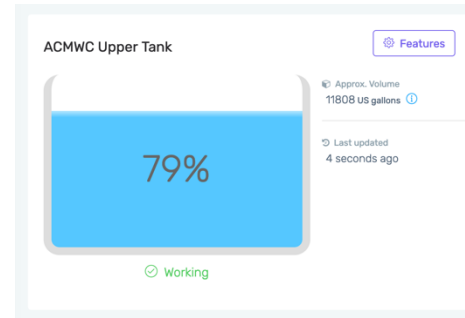 ACMWC Upper Tank
Features
Approx. Volume
11808 US gallons
79%
Last updated
4 seconds ago
Working